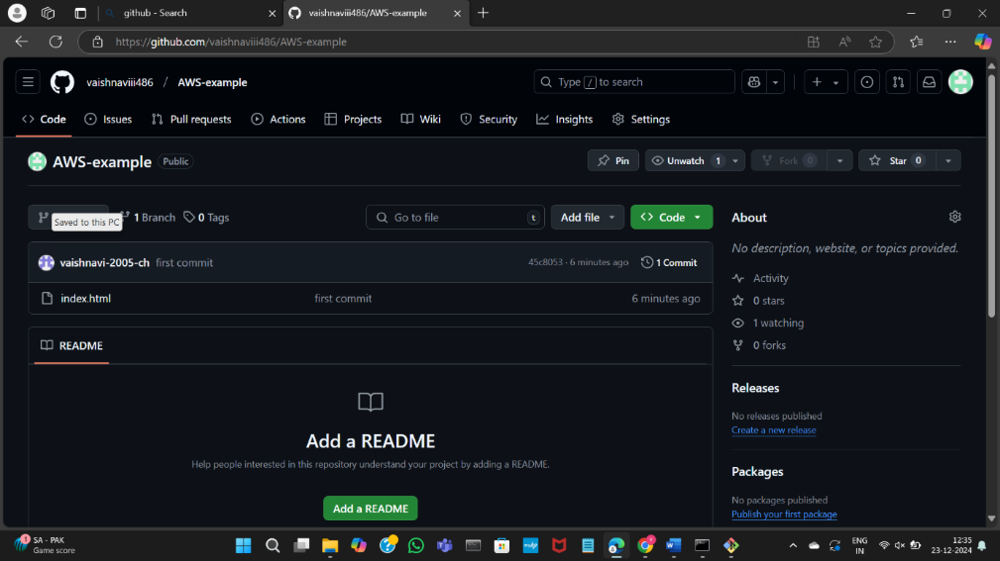 github - Search
vaishnaviii486/AWS-example
https://github.com/vaishnaviii486/AWS-example
vaishnaviii486 / AWS-example
Type / to search
Code Issues Pull requests Actions Projects Wiki Security Insights Settings
AWS-example Public
Pin Unwatch 1 Fork 0 Star 0
Saved to this PC
1 Branch 0 Tags
Go to file t
Add file
Code
About
No description, website, or topics provided.
vaishnavi-2005-ch first commit
45c8053 · 6 minutes ago 1 Commit
index.html first commit 6 minutes ago
Activity
0 stars
1 watching
0 forks
README
Add a README
Help people interested in this repository understand your project by adding a README.
Add a README
Releases
No releases published
Create a new release
Packages
No packages published
Publish your first package
SA - PAK
Game score
ENG
IN
12:35
23-12-2024